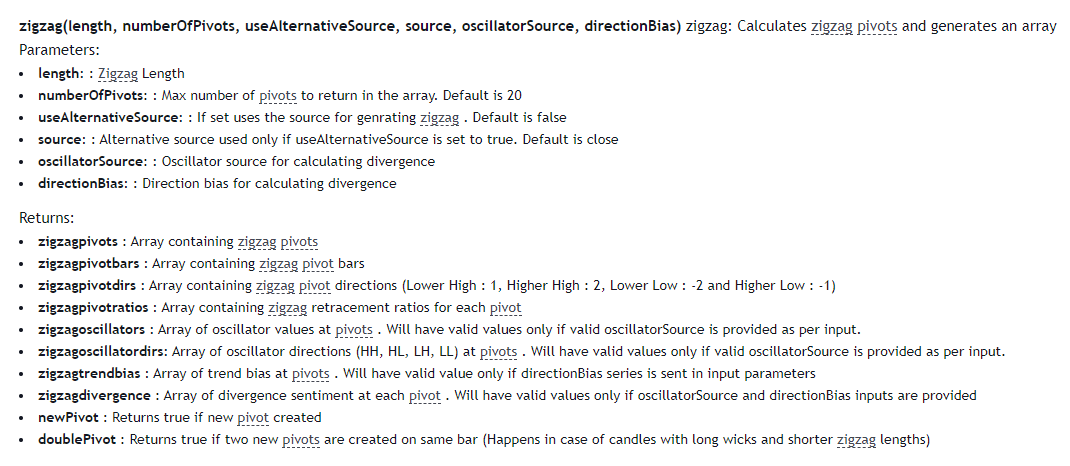 zigzag(length, numberOfPivots, useAlternativeSource, source, oscillatorSource, directionBias) zigzag: Calculates zigzag pivots and generates an array
Parameters:
• length: : Zigzag Length
• numberOfPivots: : Max number of pivots to return in the array. Default is 20
• useAlternativeSource: : If set uses the source for genrating zigzag . Default is false
• source: : Alternative source used only if useAlternativeSource is set to true. Default is close
• oscillatorSource: : Oscillator source for calculating divergence
• directionBias: : Direction bias for calculating divergence
Returns:
• zigzagpivots : Array containing zigzag pivots
• zigzagpivotbars : Array containing zigzag pivot bars
• zigzagpivotdirs : Array containing zigzag pivot directions (Lower High : 1, Higher High : 2, Lower Low : -2 and Higher Low : -1)
• zigzagpivotratios : Array containing zigzag retracement ratios for each pivot
• zigzagoscillators : Array of oscillator values at pivots . Will have valid values only if valid oscillatorSource is provided as per input.
• zigzagoscillatordirs: Array of oscillator directions (HH, HL, LH, LL) at pivots . Will have valid values only if valid oscillatorSource is provided as per input.
• zigzagtrendbias : Array of trend bias at pivots . Will have valid value only if directionBias series is sent in input parameters
• zigzagdivergence : Array of divergence sentiment at each pivot . Will have valid values only if oscillatorSource and directionBias inputs are provided
• newPivot : Returns true if new pivot created
• doublePivot : Returns true if two new pivots are created on same bar (Happens in case of candles with long wicks and shorter zigzag lengths)